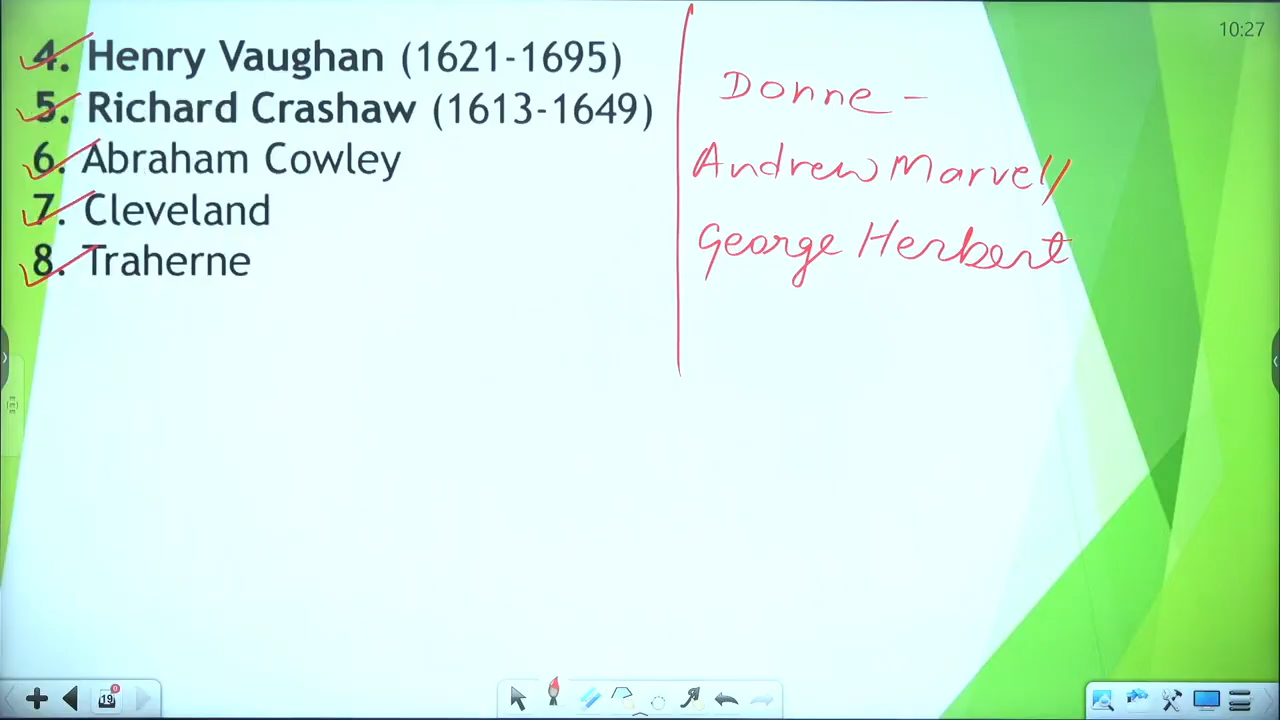 10:27
4. Henry Vaughan (1621-1695)
5. Richard Crashaw (1613-1649)
6. Abraham Cowley
7. Cleveland
8. Traherne
Donne -
Andrew Marvell
George Herbert
19